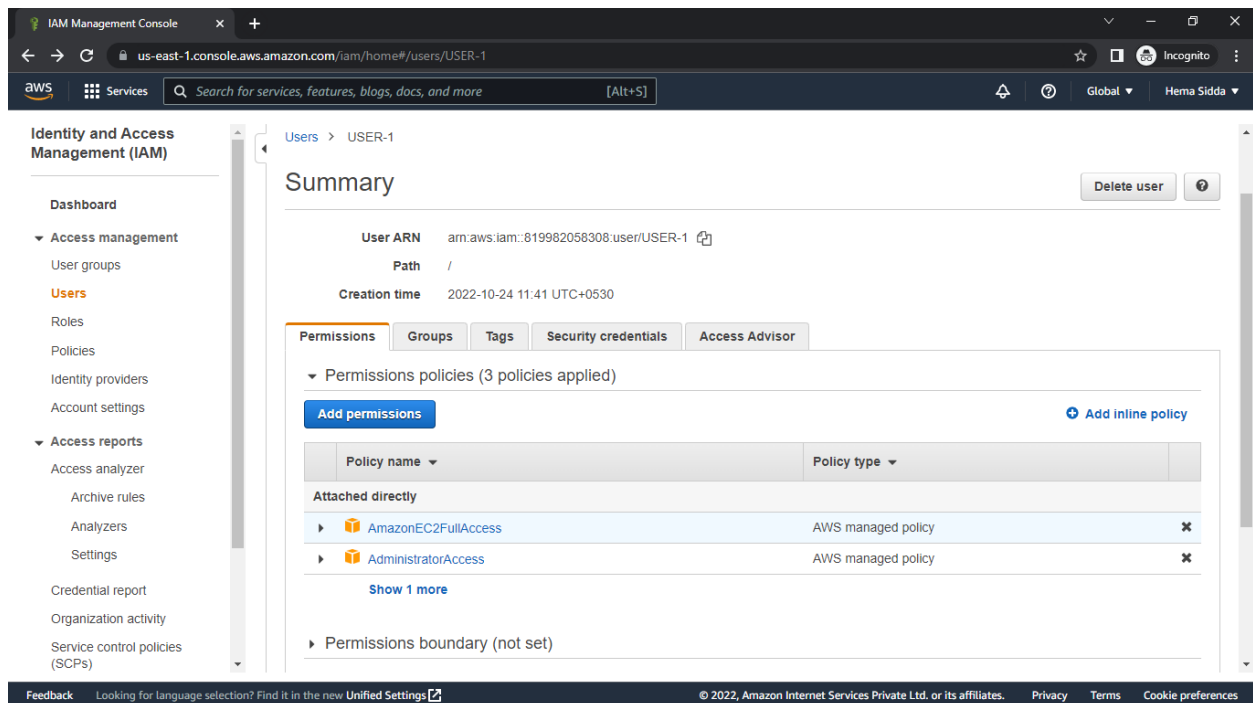 IAM Management Console
us-east-1.console.aws.amazon.com/iam/home#/users/USER-1
Incognito
aws
Services
Search for services, features, blogs, docs, and more
[Alt+S]
Global
Hema Sidda
Identity and Access
Management (IAM)
Dashboard
Access management
User groups
Users
Roles
Policies
Identity providers
Account settings
Access reports
Access analyzer
Archive rules
Analyzers
Settings
Credential report
Organization activity
Service control policies
(SCPs)
Users > USER-1
Summary
Delete user
User ARN arn:aws:iam::819982058308:user/USER-1
Path /
Creation time 2022-10-24 11:41 UTC+0530
Permissions Groups Tags Security credentials Access Advisor
Permissions policies (3 policies applied)
Add permissions
Add inline policy
Policy name Policy type
Attached directly
AmazonEC2FullAccess AWS managed policy
AdministratorAccess AWS managed policy
Show 1 more
Permissions boundary (not set)
Feedback Looking for language selection? Find it in the new Unified Settings
© 2022, Amazon Internet Services Private Ltd. or its affiliates. Privacy Terms Cookie preferences